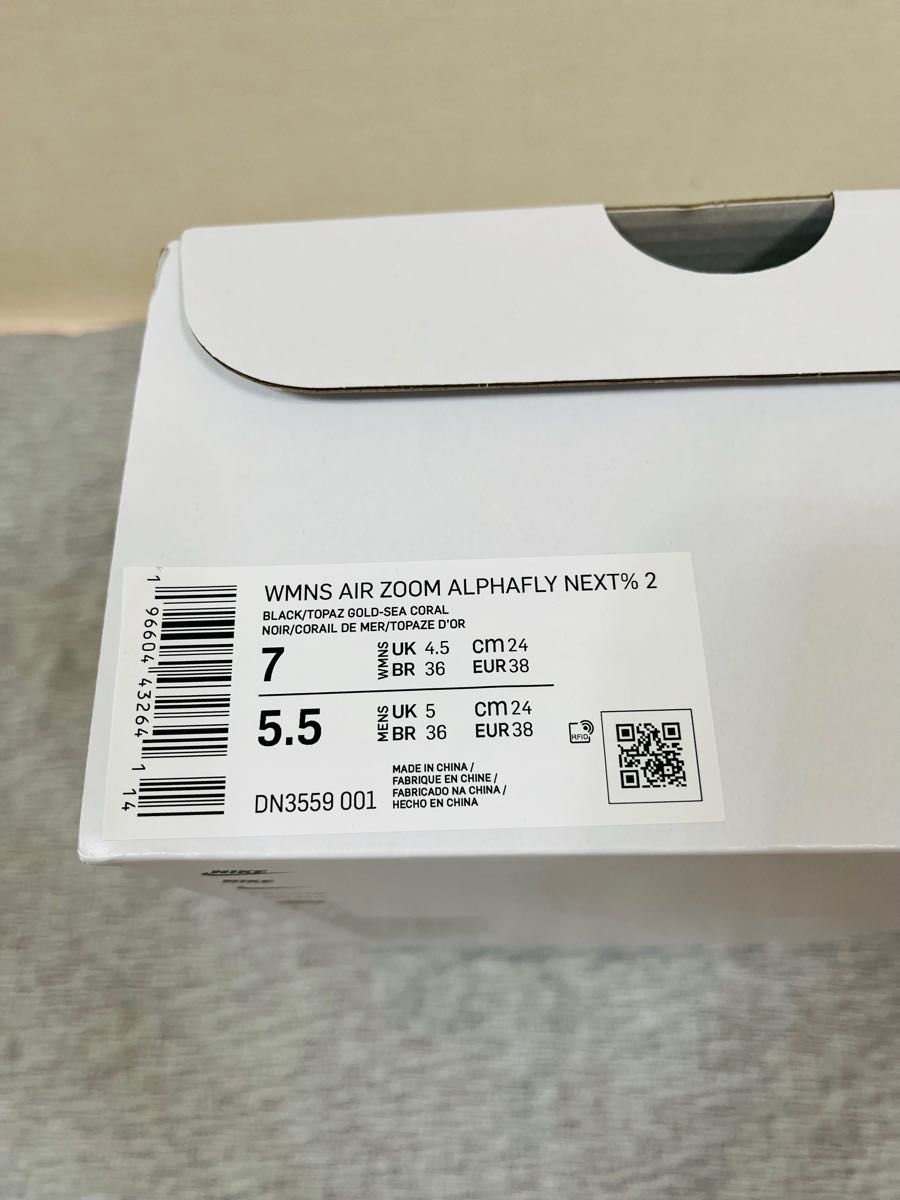 WMNS AIR ZOOM ALPHAFLY NEXT% 2
BLACK/TOPAZ GOLD-SEA CORAL
NOIR/CORAIL DE MER/TOPAZE D'OR
7 WMNS UK 4.5 cm 24
BR 36 EUR 38
5.5 MENS UK 5 cm 24
BR 36 EUR 38
MADE IN CHINA /
FABRIQUE EN CHINE /
FABRICADO NA CHINA /
HECHO EN CHINA
DN3559 001
RFID
1 96604 43264 1 14
NIKE
NIKE